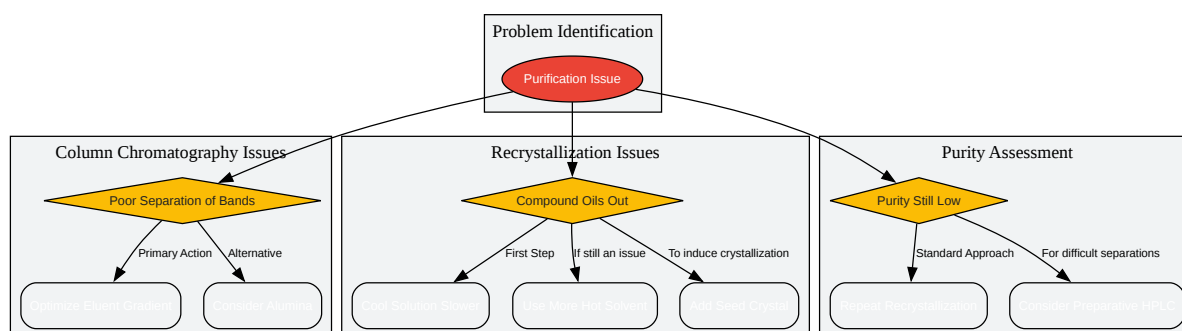 Problem Identification
Purification Issue
Column Chromatography Issues
Recrystallization Issues
Purity Assessment
Poor Separation of Bands
Compound Oils Out
Purity Still Low
Primary Action
Alternative
First Step
If still an issue
To induce crystallization
Standard Approach
For difficult separations
Optimize Eluent Gradient
Consider Alumina
Cool Solution Slower
Use More Hot Solvent
Add Seed Crystal
Repeat Recrystallization
Consider Preparative HPLC